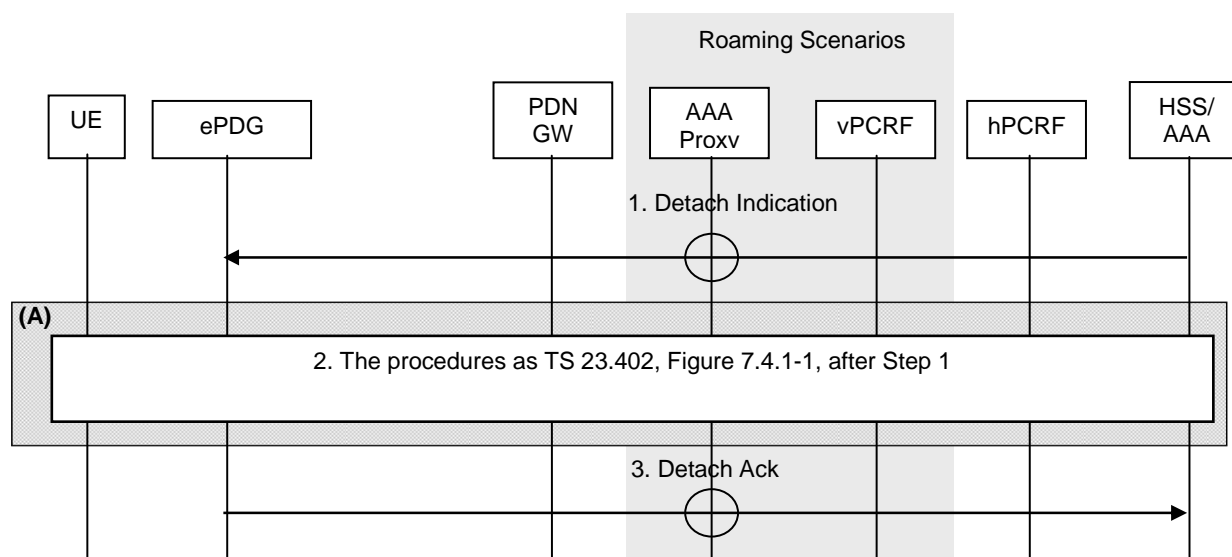 Roaming Scenarios
UE
ePDG
PDN
GW
AAA
Proxv
vPCRF
hPCRF
HSS/
AAA
1. Detach Indication
(A)
2. The procedures as TS 23.402, Figure 7.4.1-1, after Step 1
3. Detach Ack